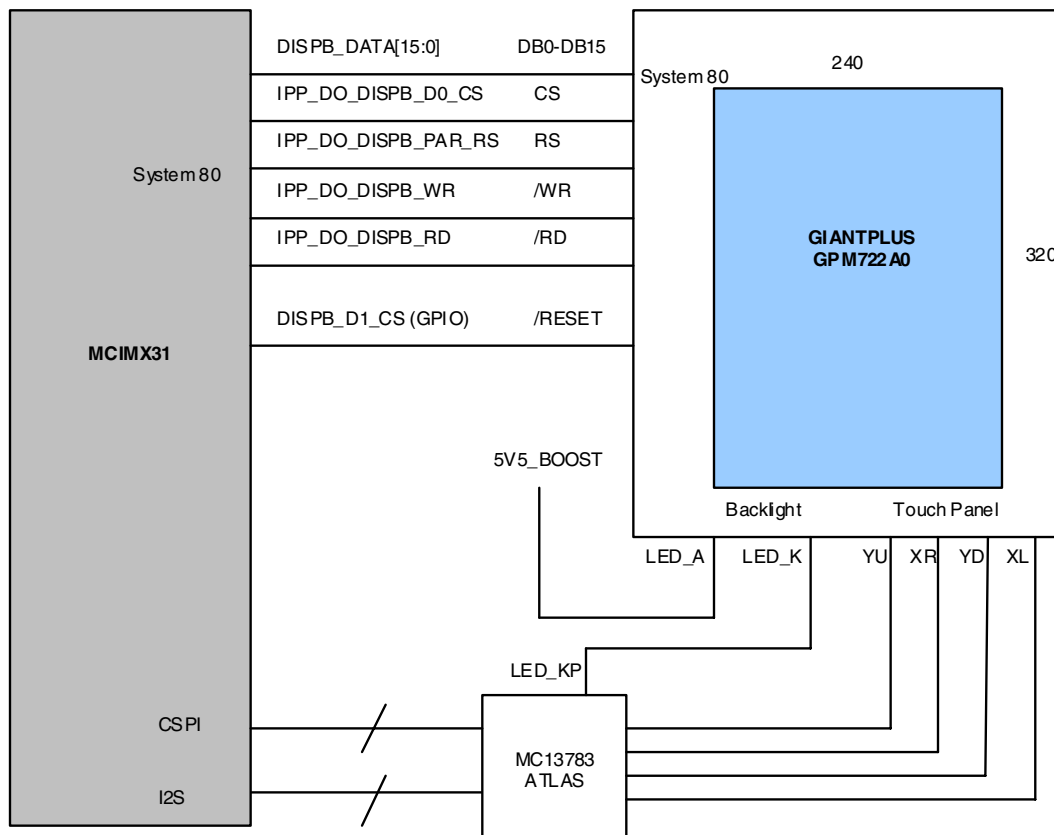 DISPB_DATA[15:0] DB0-DB15
System 80 240
IPP_DO_DISPB_D0_CS CS
IPP_DO_DISPB_PAR_RS RS
System 80
IPP_DO_DISPB_WR /WR
IPP_DO_DISPB_RD /RD
GIANTPLUS
GPM722A0
320
DISPB_D1_CS (GPIO) /RESET
MCIMX31
5V5_BOOST
Backlight Touch Panel
LED_A LED_K YU XR YD XL
LED_KP
CSPI
MC13783
ATLAS
I2S